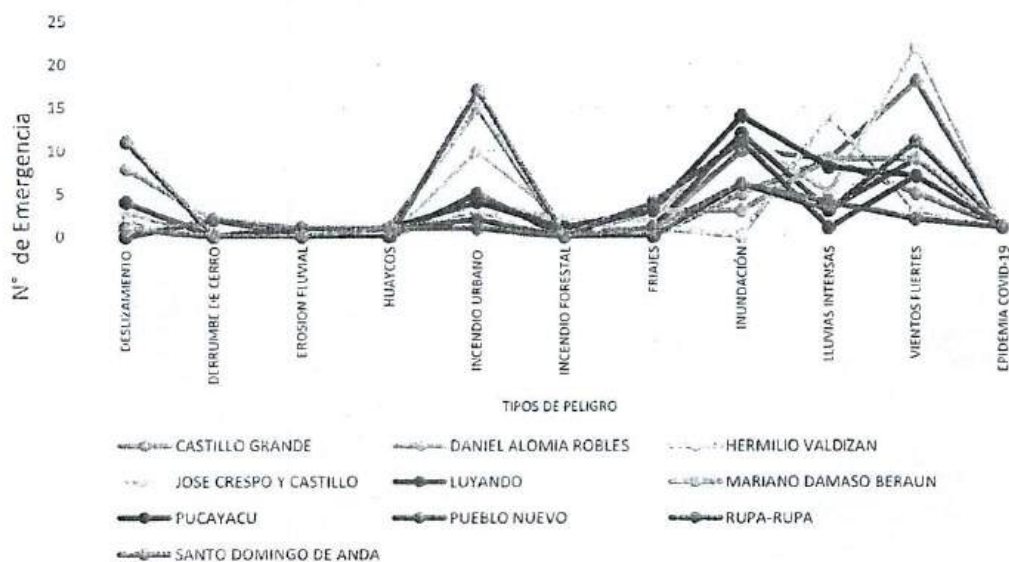 25
20
15
10
5
0
N° de Emergencia
DESLIZAMIENTO
DERRUMBE DE CERRO
EROSION FLUVIAL
HUAYCOS
INCENDIO URBANO
INCENDIO FORESTAL
FRIAJES
INUNDACIÓN
LLUVIAS INTENSAS
VIENTOS FUERTES
EPIDEMIA COVID-19
TIPOS DE PELIGRO
CASTILLO GRANDE DANIEL ALOMIA ROBLES HERMILIO VALDIZAN
JOSE CRESPO Y CASTILLO LUYANDO MARIANO DAMASO BERAUN
PUCAYACU PUEBLO NUEVO RUPA-RUPA
SANTO DOMINGO DE ANDA